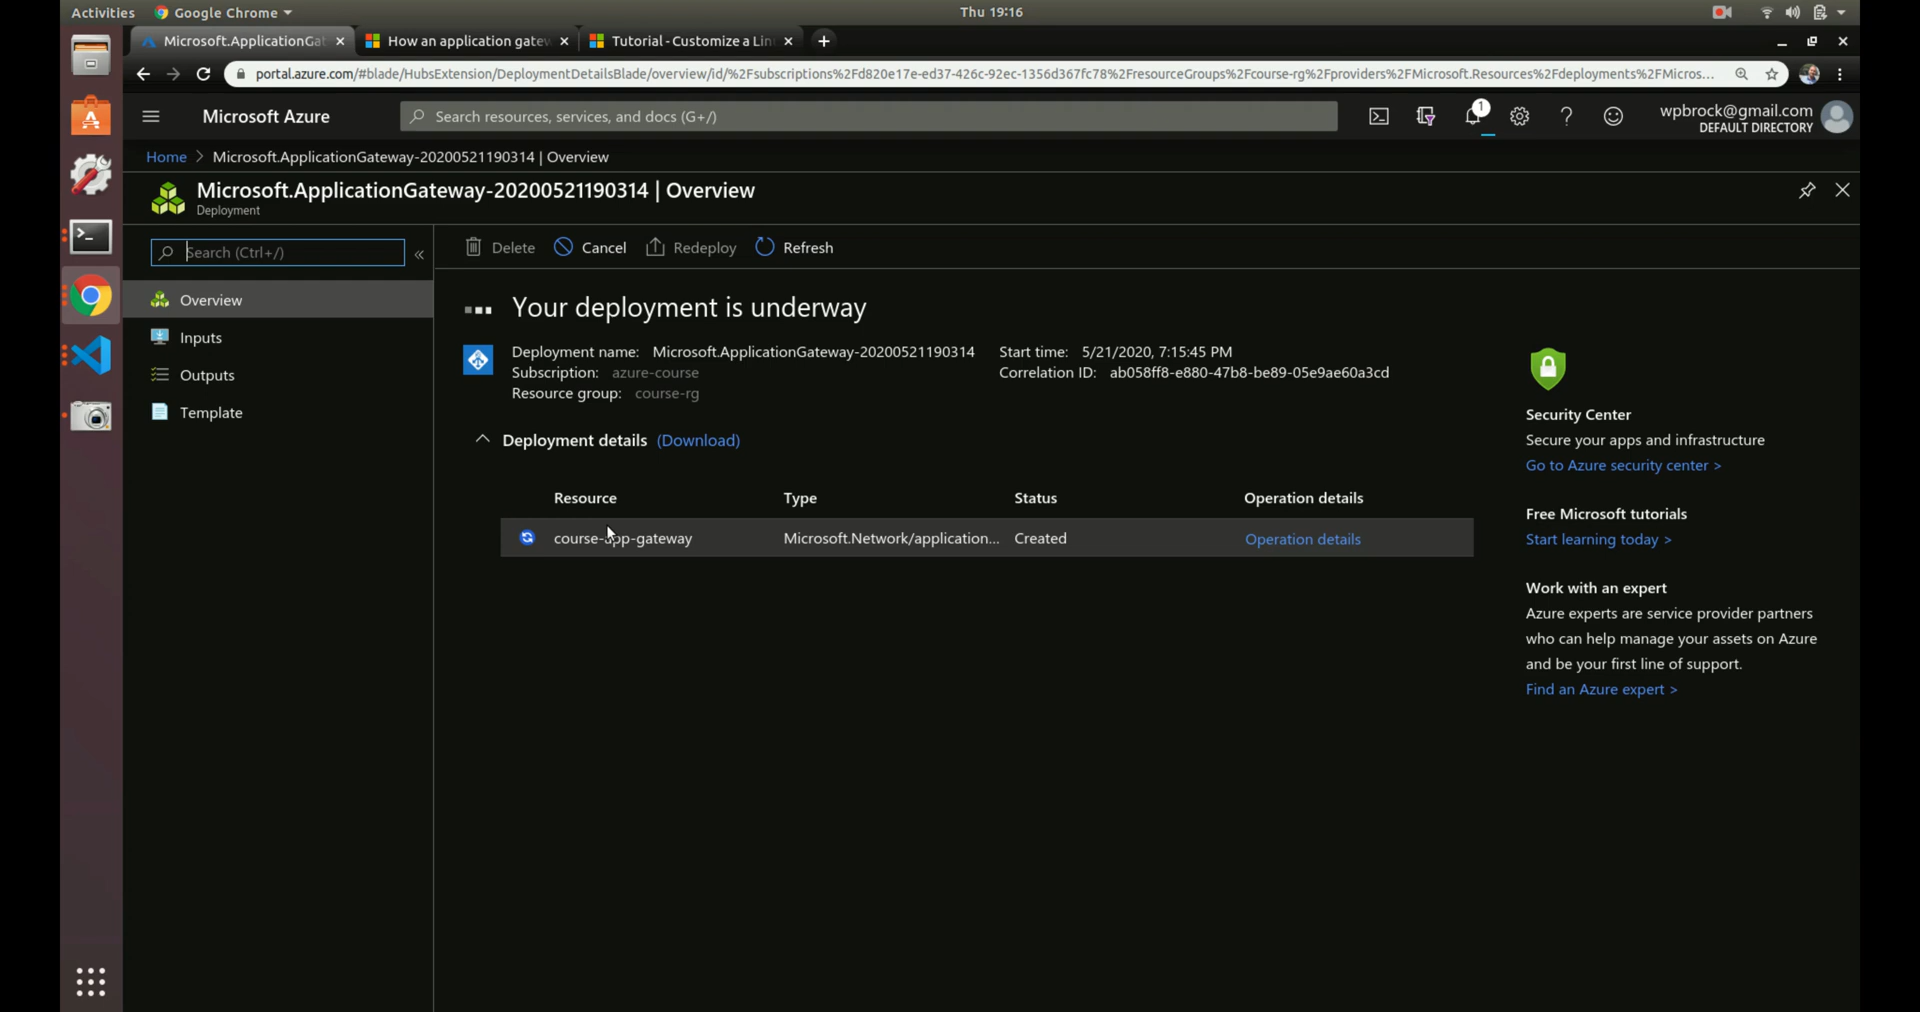 Activities Google Chrome Thu 19:16
Microsoft.ApplicationGat How an application gatew Tutorial - Customize a Lin
portal.azure.com/#blade/HubsExtension/DeploymentDetailsBlade/overview/id/%2Fsubscriptions%2Fd820e17e-ed37-426c-92ec-1356d367fc78%2FresourceGroups%2Fcourse-rg%2Fproviders%2FMicrosoft.Resources%2Fdeployments%2FMicros...
Microsoft Azure Search resources, services, and docs (G+/) 1 wpbrock@gmail.com
DEFAULT DIRECTORY
Home > Microsoft.ApplicationGateway-20200521190314 | Overview
Microsoft.ApplicationGateway-20200521190314 | Overview
Deployment
Search (Ctrl+/) «
Delete Cancel Redeploy Refresh
Overview
Inputs
Outputs
Template
Your deployment is underway
Deployment name: Microsoft.ApplicationGateway-20200521190314 Start time: 5/21/2020, 7:15:45 PM
Subscription: azure-course Correlation ID: ab058ff8-e880-47b8-be89-05e9ae60a3cd
Resource group: course-rg
Deployment details (Download)
Resource Type Status Operation details
course-app-gateway Microsoft.Network/application... Created Operation details
Security Center
Secure your apps and infrastructure
Go to Azure security center >
Free Microsoft tutorials
Start learning today >
Work with an expert
Azure experts are service provider partners
who can help manage your assets on Azure
and be your first line of support.
Find an Azure expert >